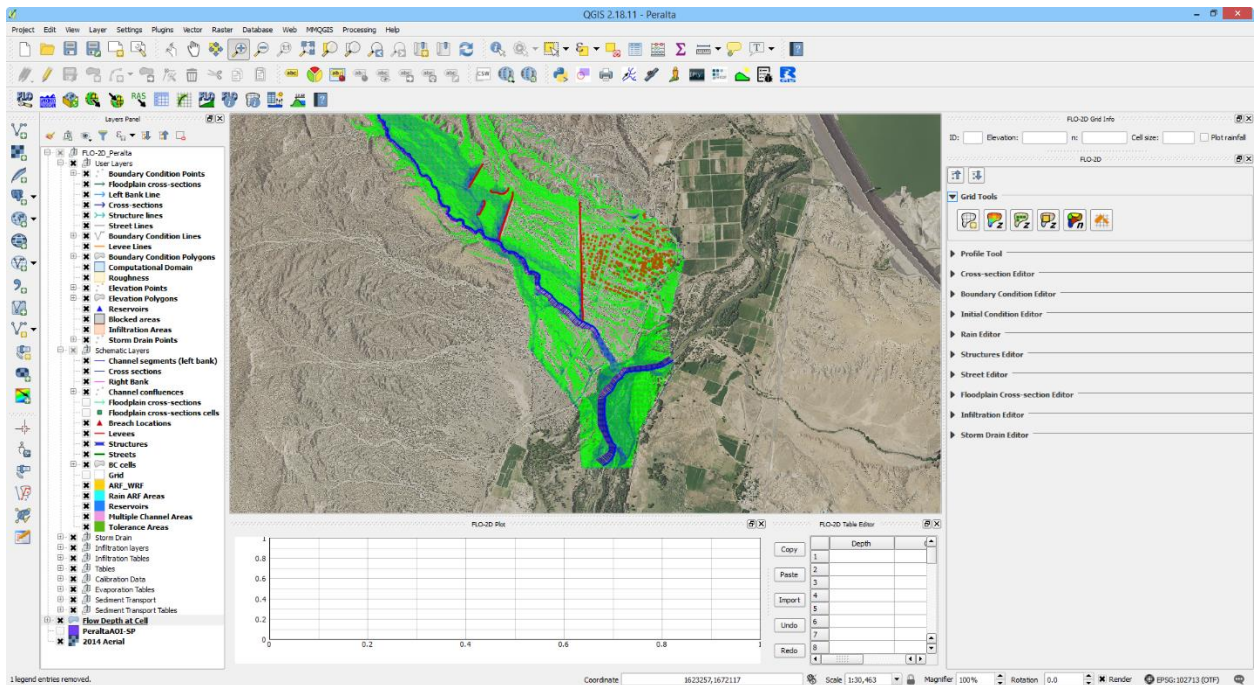 QGIS 2.18.11 - Peralta
Project Edit View Layer Settings Plugins Vector Raster Database Web MMQGIS Processing Help
Layers Panel
FLO-2D_Peralta
User Layers
Boundary Condition Points
Floodplain cross-sections
Left Bank Line
Cross-sections
Structure lines
Street Lines
Boundary Condition Lines
Levee Lines
Boundary Condition Polygons
Computational Domain
Roughness
Elevation Points
Elevation Polygons
Reservoirs
Blocked areas
Infiltration Areas
Storm Drain Points
Schematic Layers
Channel segments (left bank)
Cross sections
Right Bank
Channel confluences
Floodplain cross-sections
Floodplain cross-sections cells
Breach Locations
Levees
Structures
Streets
BC cells
Grid
ARF_WRF
Rain ARF Areas
Reservoirs
Multiple Channel Areas
Tolerance Areas
Storm Drain
Infiltration layers
Infiltration Tables
Tables
Calibration Data
Evaporation Tables
Sediment Transport
Sediment Transport Tables
Flow Depth at Cell
PeraltaAOI-SP
2014 Aerial
FLO-2D Plot
1
0.8
0.6
0.4
0.2
0
0 0.2 0.4 0.6 0.8 1
FLO-2D Table Editor
Copy
Paste
Import
Undo
Redo
Depth
1
2
3
4
5
6
7
8
FLO-2D Grid Info
ID: Elevation: n: Cell size: Plot rainfall
FLO-2D
Grid Tools
Profile Tool
Cross-section Editor
Boundary Condition Editor
Initial Condition Editor
Rain Editor
Structures Editor
Street Editor
Floodplain Cross-section Editor
Infiltration Editor
Storm Drain Editor
1 legend entries removed.
Coordinate 1623257,1672117 Scale 1:30,463 Magnifier 100% Rotation 0.0 Render EPSG:102713 (OTF)